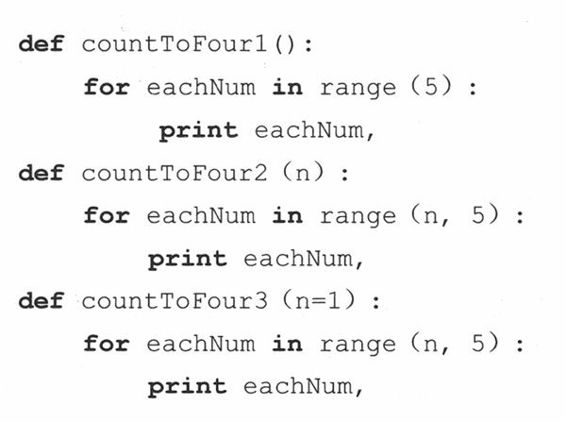 def countToFour1():
for eachNum in range (5) :
print eachNum,
def countToFour2 (n) :
for eachNum in range (n, 5) :
print eachNum,
def countToFour3 (n=1) :
for eachNum in range (n, 5) :
print eachNum,